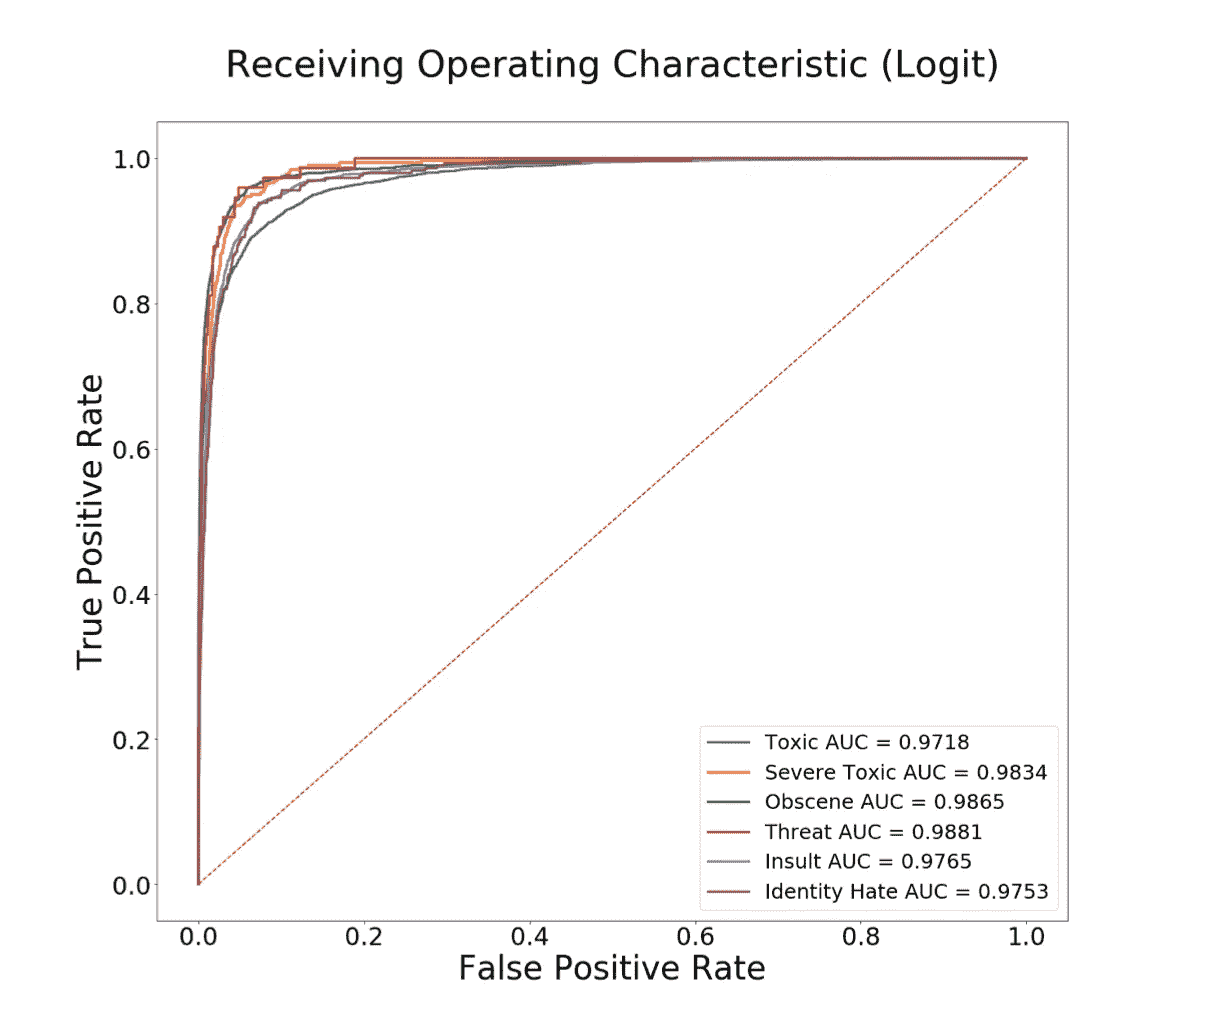 Receiving Operating Characteristic (Logit)
1.0
0.8
0.6
0.4
0.2
0.0
True Positive Rate
Toxic AUC = 0.9718
Severe Toxic AUC = 0.9834
Obscene AUC = 0.9865
Threat AUC = 0.9881
Insult AUC = 0.9765
Identity Hate AUC = 0.9753
0.0 0.2 0.4 0.6 0.8 1.0
False Positive Rate